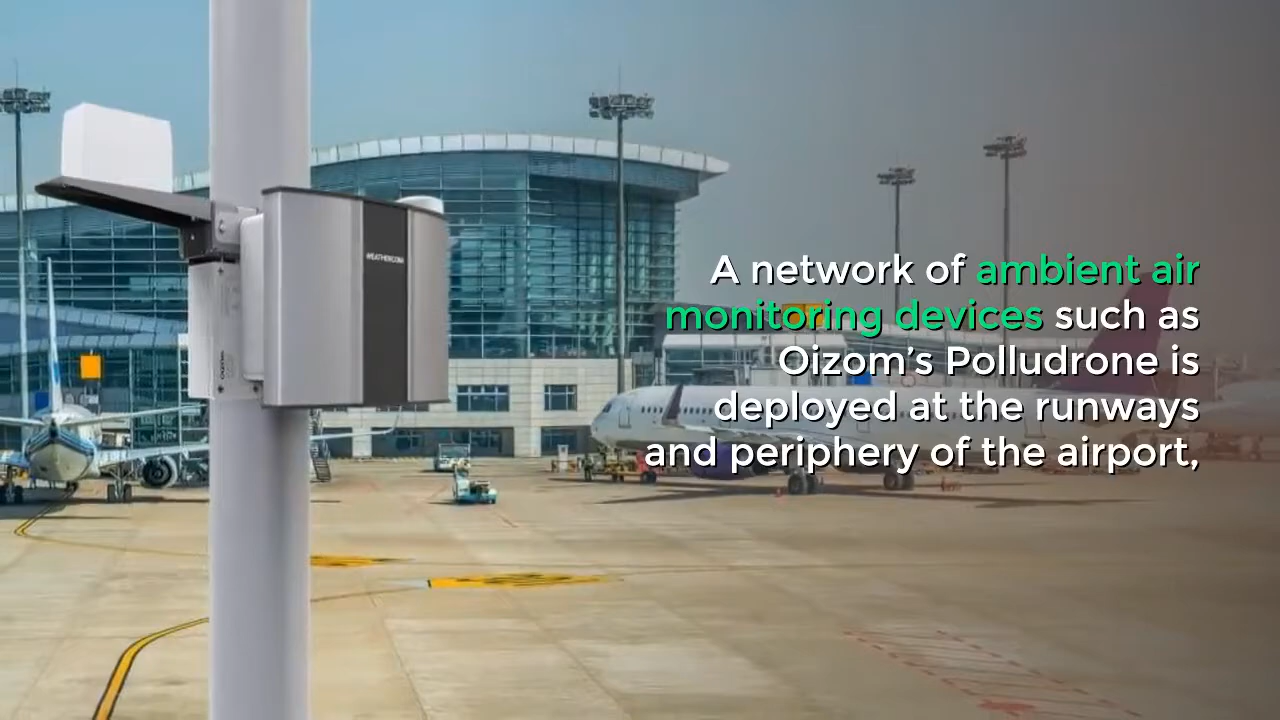 WEATHERCOM
A network of ambient air
monitoring devices such as
Oizom’s Polludrone is
deployed at the runways
and periphery of the airport,